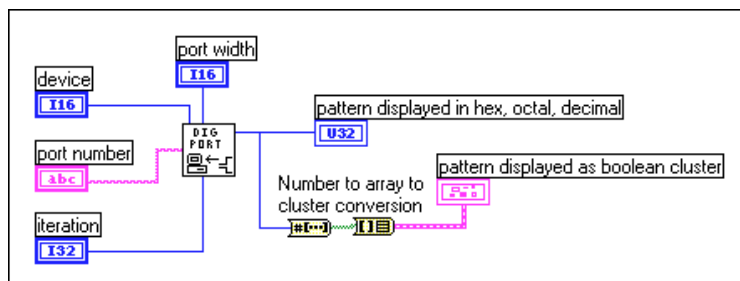 port width
I16
device
I16
pattern displayed in hex, octal, decimal
U32
DIG
PORT
port number
abc
pattern displayed as boolean cluster
Number to array to
cluster conversion
iteration
I32
#[...]
[ ]